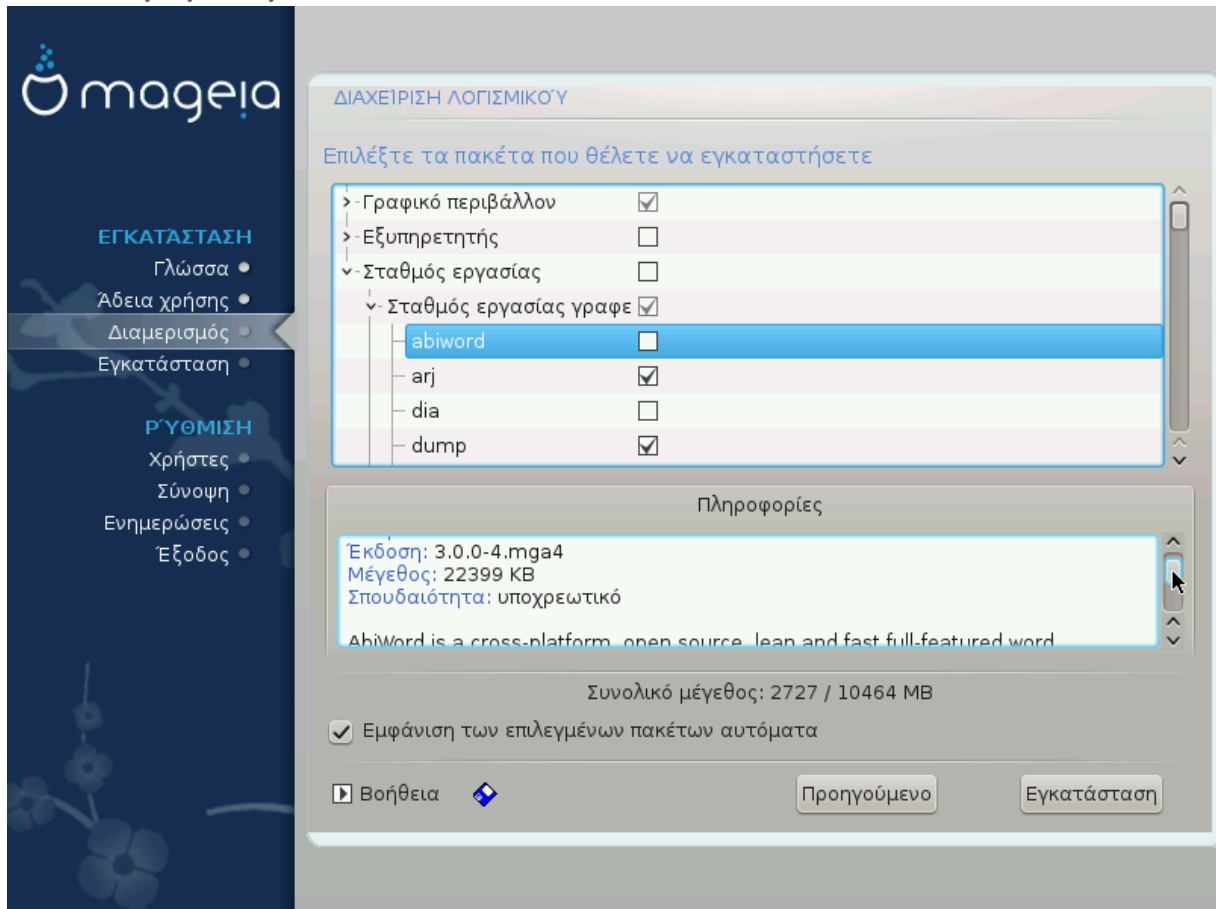 mageia
ΕΓΚΑΤΆΣΤΑΣΗ
Γλώσσα
Άδεια χρήσης
Διαμερισμός
Εγκατάσταση
ΡΎΘΜΙΣΗ
Χρήστες
Σύνοψη
Ενημερώσεις
Έξοδος
ΔΙΑΧΕΊΡΙΣΗ ΛΟΓΙΣΜΙΚΟΎ
Επιλέξτε τα πακέτα που θέλετε να εγκαταστήσετε
Γραφικό περιβάλλον
Εξυπηρετητής
Σταθμός εργασίας
Σταθμός εργασίας γραφε
abiword
arj
dia
dump
Πληροφορίες
Έκδοση: 3.0.0-4.mga4
Μέγεθος: 22399 KB
Σπουδαιότητα: υποχρεωτικό
AbiWord is a cross-platform, open source, lean and fast full-featured word
Συνολικό μέγεθος: 2727 / 10464 MB
Εμφάνιση των επιλεγμένων πακέτων αυτόματα
Βοήθεια
Προηγούμενο
Εγκατάσταση